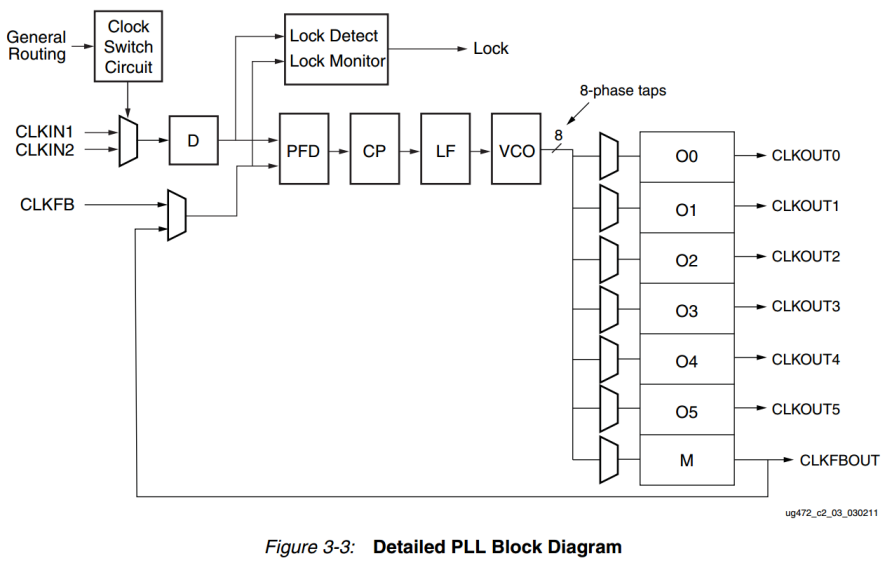 General
Routing
Clock
Switch
Circuit
Lock Detect
Lock Monitor
Lock
8-phase taps
8
CLKIN1
CLKIN2
D
PFD
CP
LF
VCO
CLKFB
O0
CLKOUT0
O1
CLKOUT1
O2
CLKOUT2
O3
CLKOUT3
O4
CLKOUT4
O5
CLKOUT5
M
CLKFBOUT
ug472_c2_03_030211
Figure 3-3: Detailed PLL Block Diagram